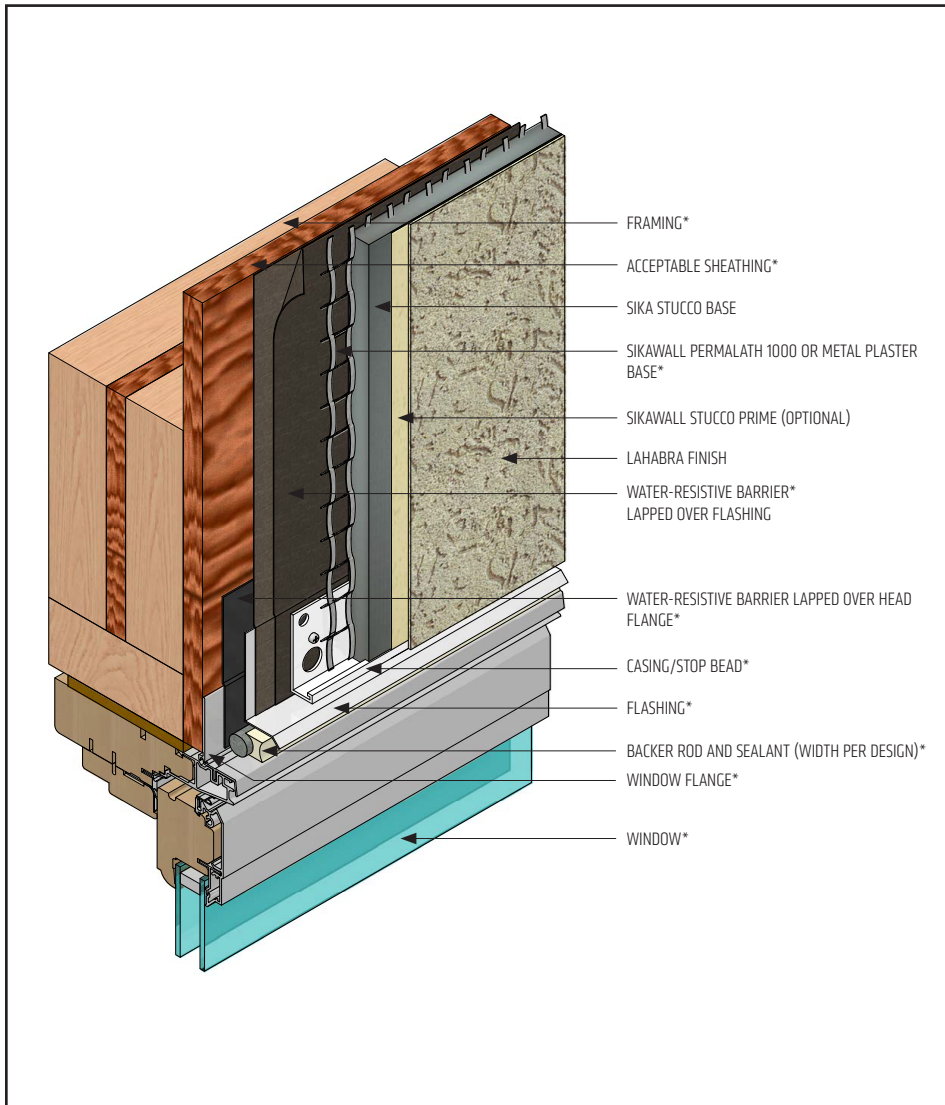 FRAMING*
ACCEPTABLE SHEATHING*
SIKA STUCCO BASE
SIKAWALL PERMALATH 1000 OR METAL PLASTER
BASE*
SIKAWALL STUCCO PRIME (OPTIONAL)
LAHABRA FINISH
WATER-RESISTIVE BARRIER*
LAPPED OVER FLASHING
WATER-RESISTIVE BARRIER LAPPED OVER HEAD
FLANGE*
CASING/STOP BEAD*
FLASHING*
BACKER ROD AND SEALANT (WIDTH PER DESIGN)*
WINDOW FLANGE*
WINDOW*